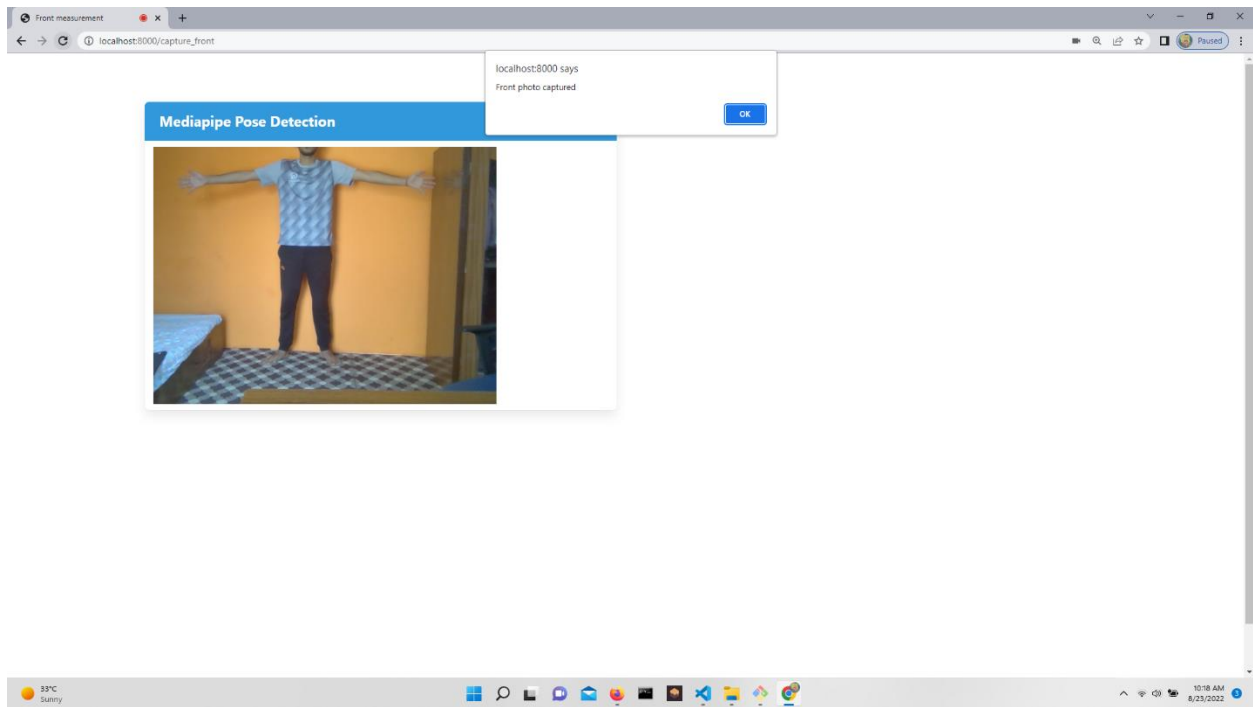 Front measurement
localhost:8000/capture_front
Paused
localhost:8000 says
Front photo captured
OK
Mediapipe Pose Detection
33°C
Sunny
10:18 AM
8/23/2022
3